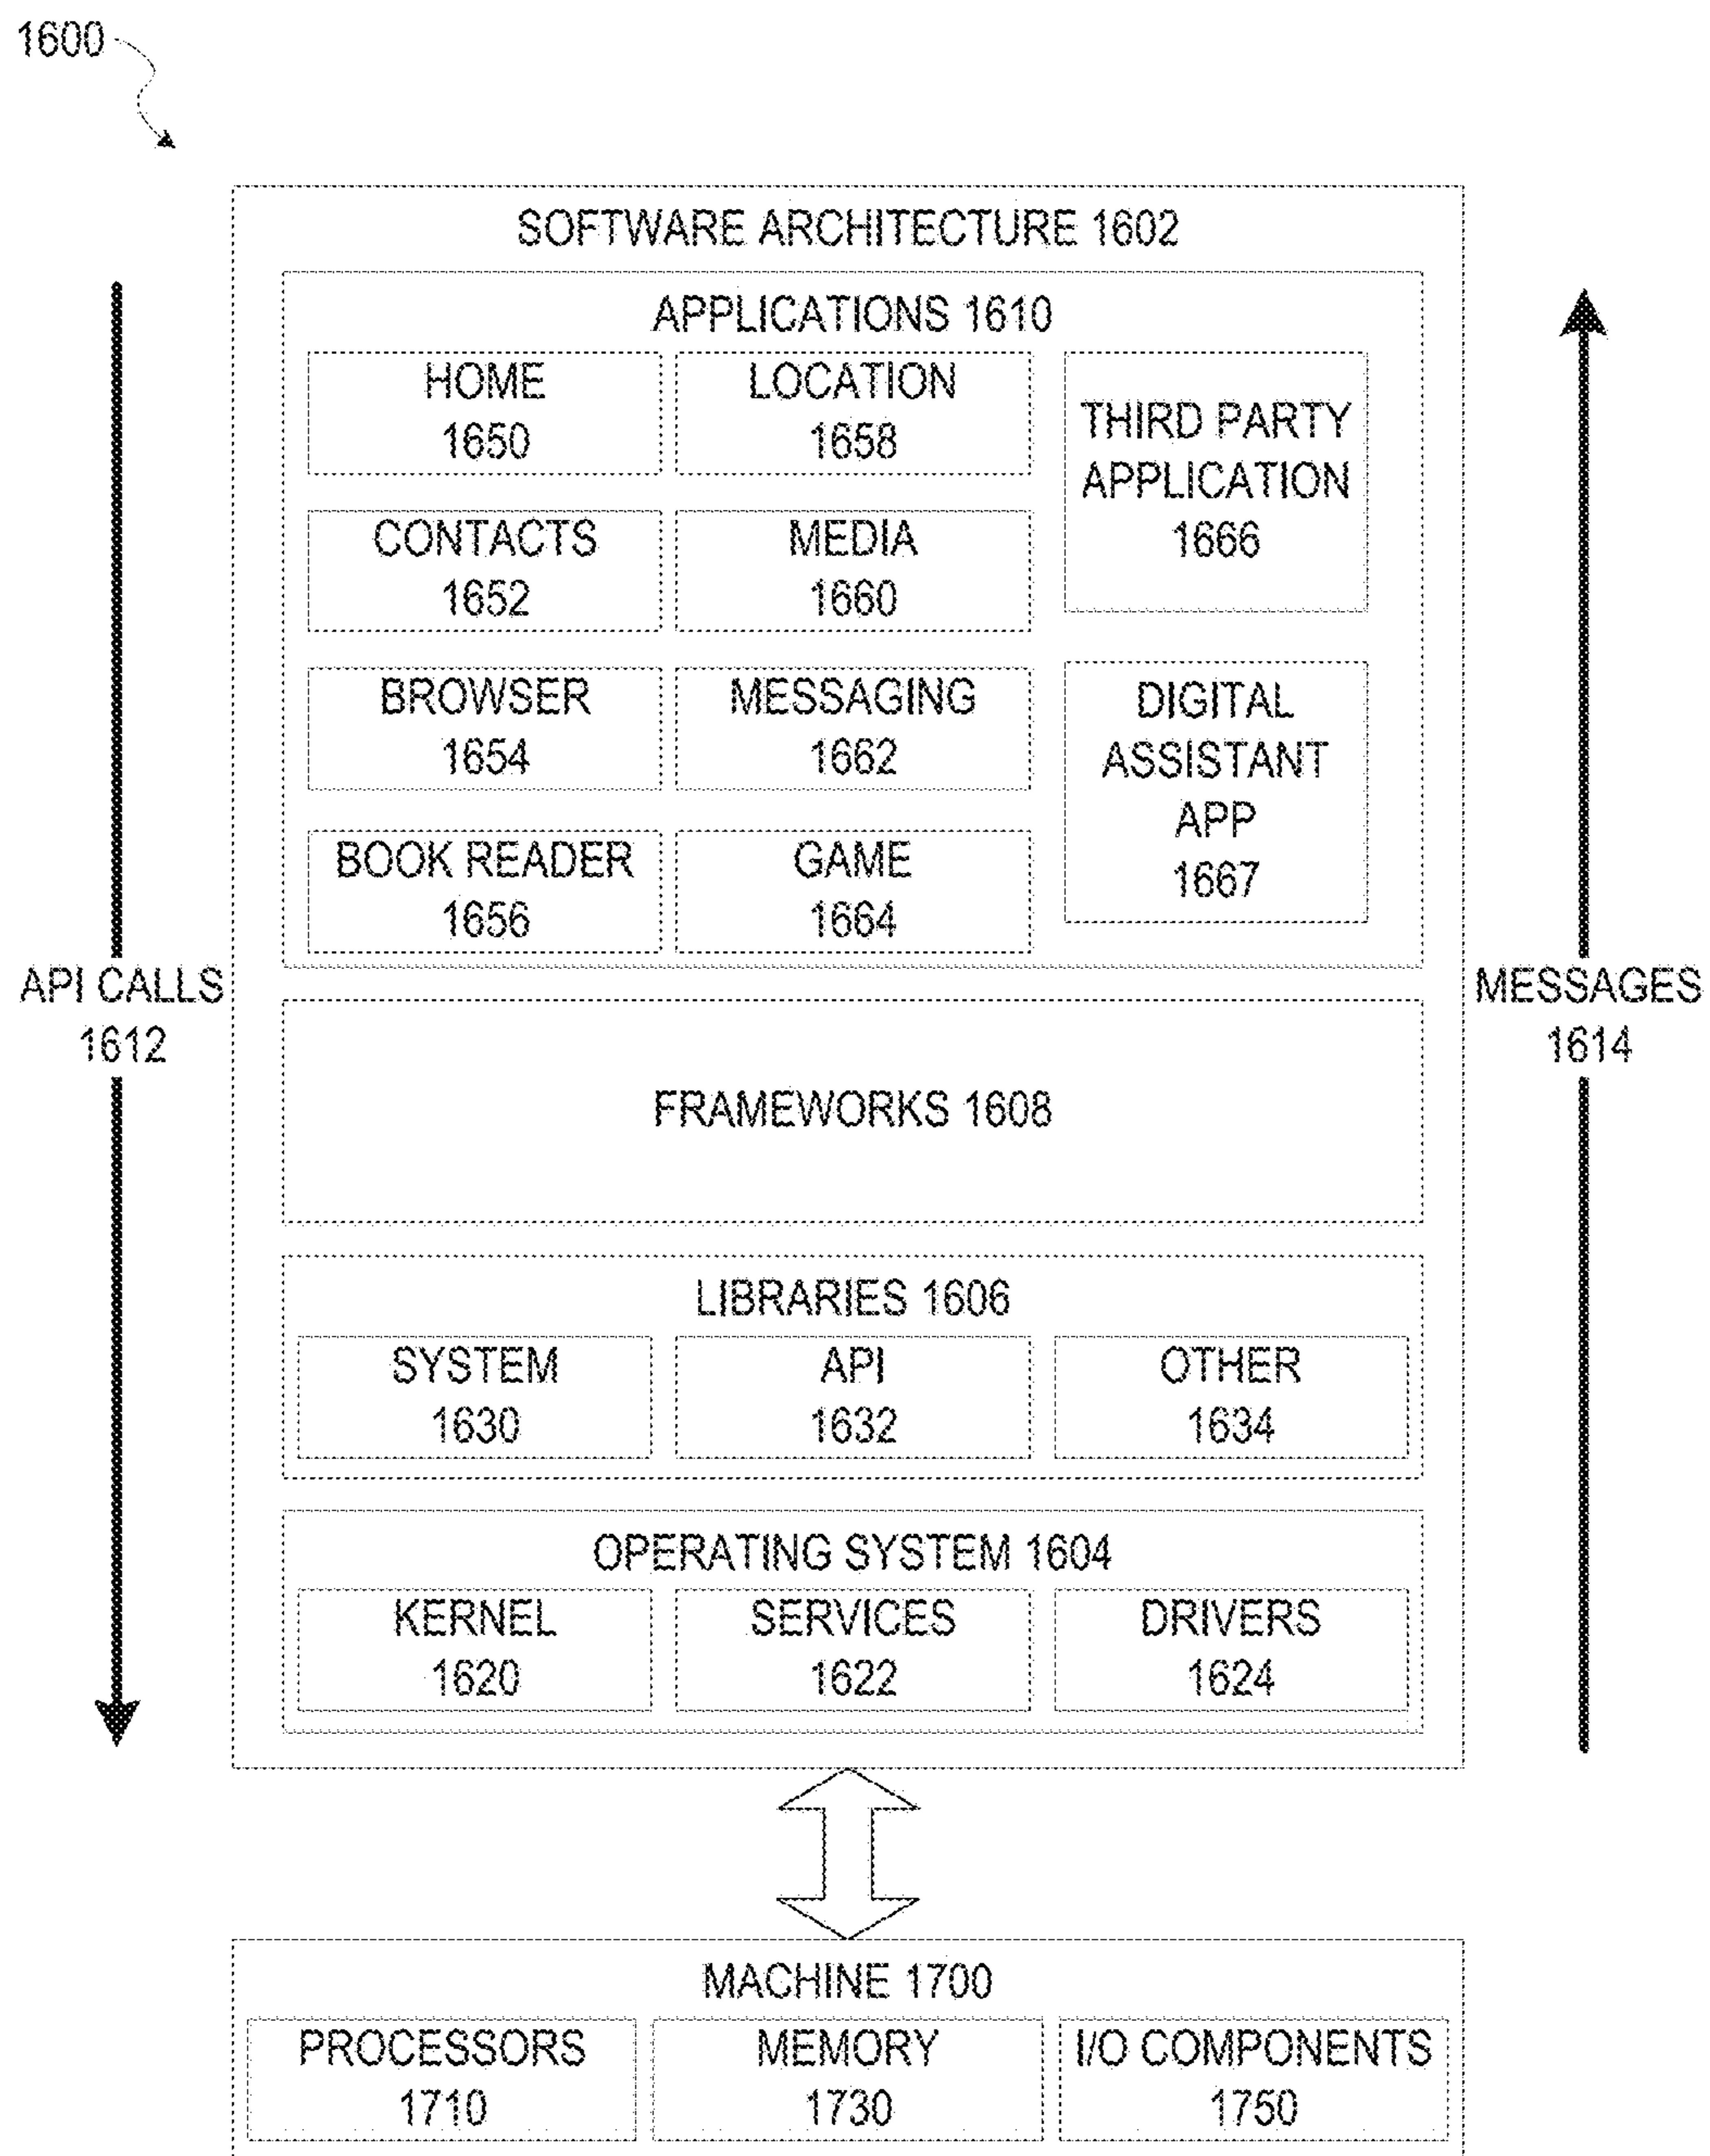 1600
SOFTWARE ARCHITECTURE 1602
APPLICATIONS 1610
HOME
1650
LOCATION
1658
THIRD PARTY
APPLICATION
1666
CONTACTS
1652
MEDIA
1660
BROWSER
1654
MESSAGING
1662
DIGITAL
ASSISTANT
APP
1667
BOOK READER
1656
GAME
1664
API CALLS
1612
MESSAGES
1614
FRAMEWORKS 1608
LIBRARIES 1606
SYSTEM
1630
API
1632
OTHER
1634
OPERATING SYSTEM 1604
KERNEL
1620
SERVICES
1622
DRIVERS
1624
MACHINE 1700
PROCESSORS
1710
MEMORY
1730
I/O COMPONENTS
1750